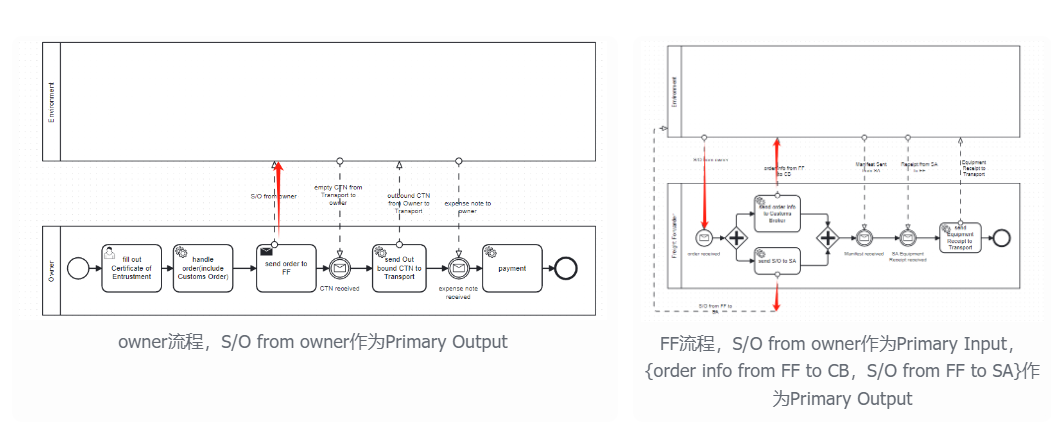 Environment
S/O from owner
empty CTN from
Transport to
owner
outbound CTN
from Owner to
Transport
expense note to
owner
Owner
fill out
Certificate of
Entrustment
handle
order(include
Customs Order)
send order to
FF
CTN received
send Out
bound CTN to
Transport
expense note
received
payment
owner流程，S/O from owner作为Primary Output
Environment
S/O from owner
order info from FF
to CB
Manifest Sent
from SA
Receipt from SA
to FF
Equipment
Receipt to
Transport
Freight Forwarder
order received
send order info
to Customs
Broker
send S/O to SA
Manifest received
SA Equipment
Receipt received
send
Equipment
Receipt to
Transport
S/O from FF to
SA
FF流程，S/O from owner作为Primary Input，
{order info from FF to CB，S/O from FF to SA}作
为Primary Output